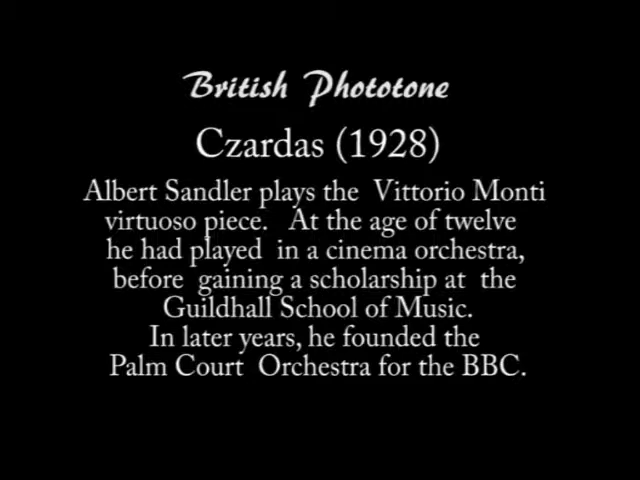 British Phototone
Czardas (1928)
Albert Sandler plays the Vittorio Monti
virtuoso piece. At the age of twelve
he had played in a cinema orchestra,
before gaining a scholarship at the
Guildhall School of Music.
In later years, he founded the
Palm Court Orchestra for the BBC.